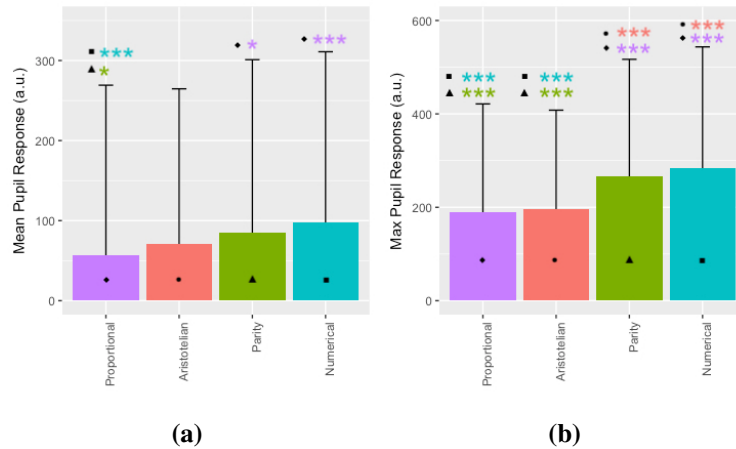 Mean Pupil Response (a.u.)
300
200
100
0
***
*
*
***
Proportional
Aristotelian
Parity
Numerical
(a)
Max Pupil Response (a.u.)
600
400
200
0
***
***
***
***
***
***
***
***
Proportional
Aristotelian
Parity
Numerical
(b)